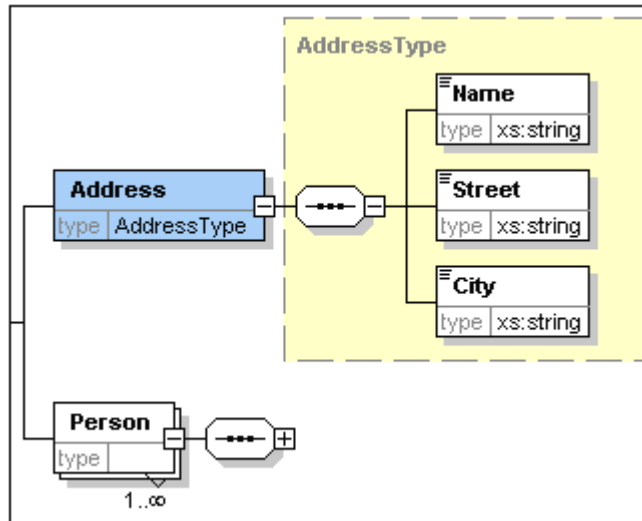 AddressType
Name
type xs:string
Address
type AddressType
Street
type xs:string
City
type xs:string
Person
type
1..∞